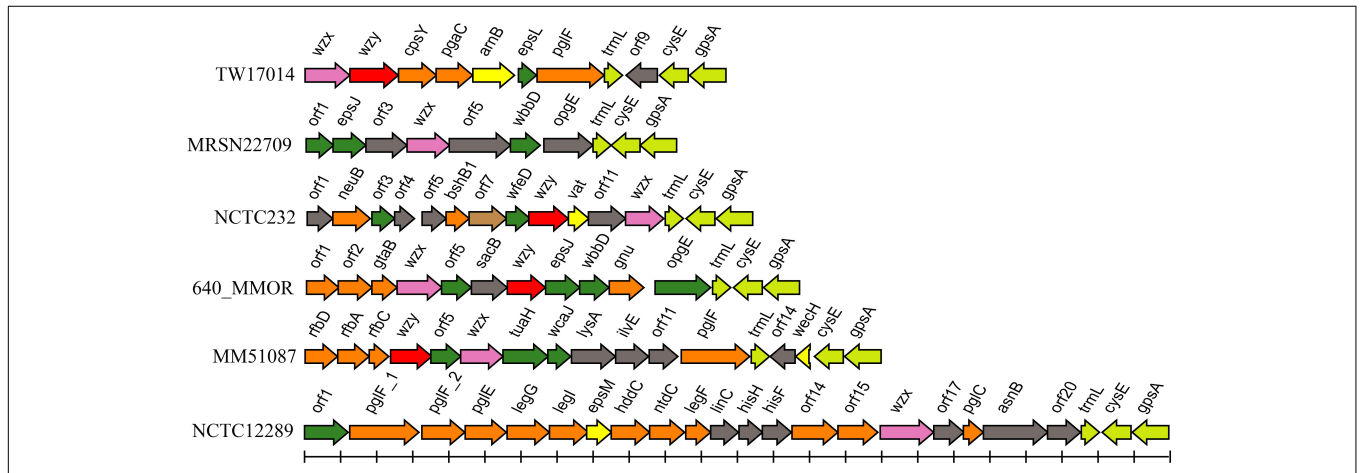 wzx wzy cpsY pgaC arnB epsL pglF trmL orf9 cysE gpsA
TW17014
orf1 epsJ orf3 wzx orf5 wbbD opgE trmL cysE gpsA
MRSN22709
orf1 neuB orf3 orf4 orf5 bshB1 orf7 wfeD wzy vat orf11 wzx trmL cysE gpsA
NCTC232
orf1 orf2 gtaB wzx orf5 sacB wzy epsJ wbbD gnu opgE trmL cysE gpsA
640_MMOR
rfbD rfbA rfbC wzy orf5 wzx tuaH wcaJ lysA ilvE orf11 pglF trmL orf14 wecH cysE gpsA
MM51087
orf1 pglF_1 pglF_2 pglE legG legI epsM hddC ntdC legF linC hisH hisF orf14 orf15 wzx orf17 pglC asnB orf20 trmL cysE gpsA
NCTC12289